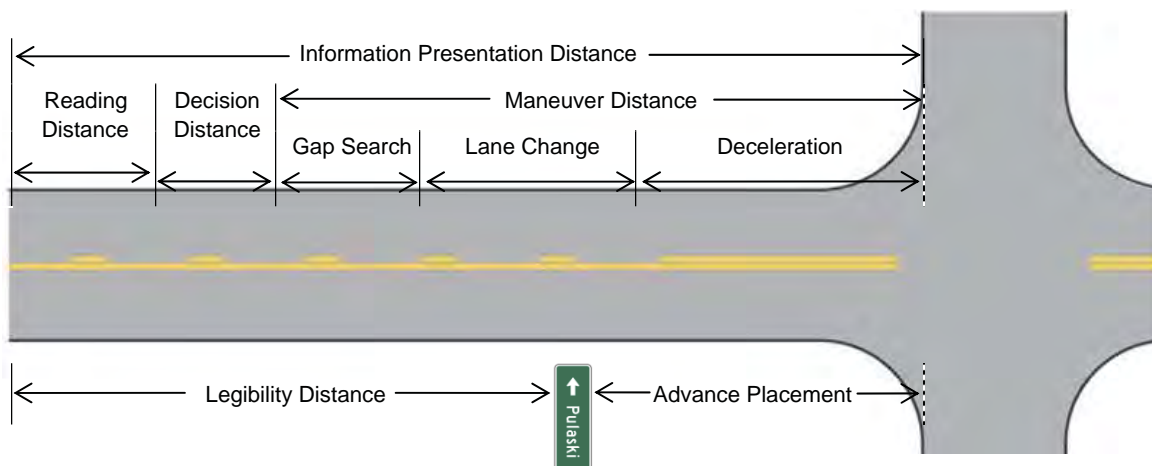 Information Presentation Distance
Reading
Distance
Decision
Distance
Maneuver Distance
Gap Search
Lane Change
Deceleration
Legibility Distance
Advance Placement
Pulaski